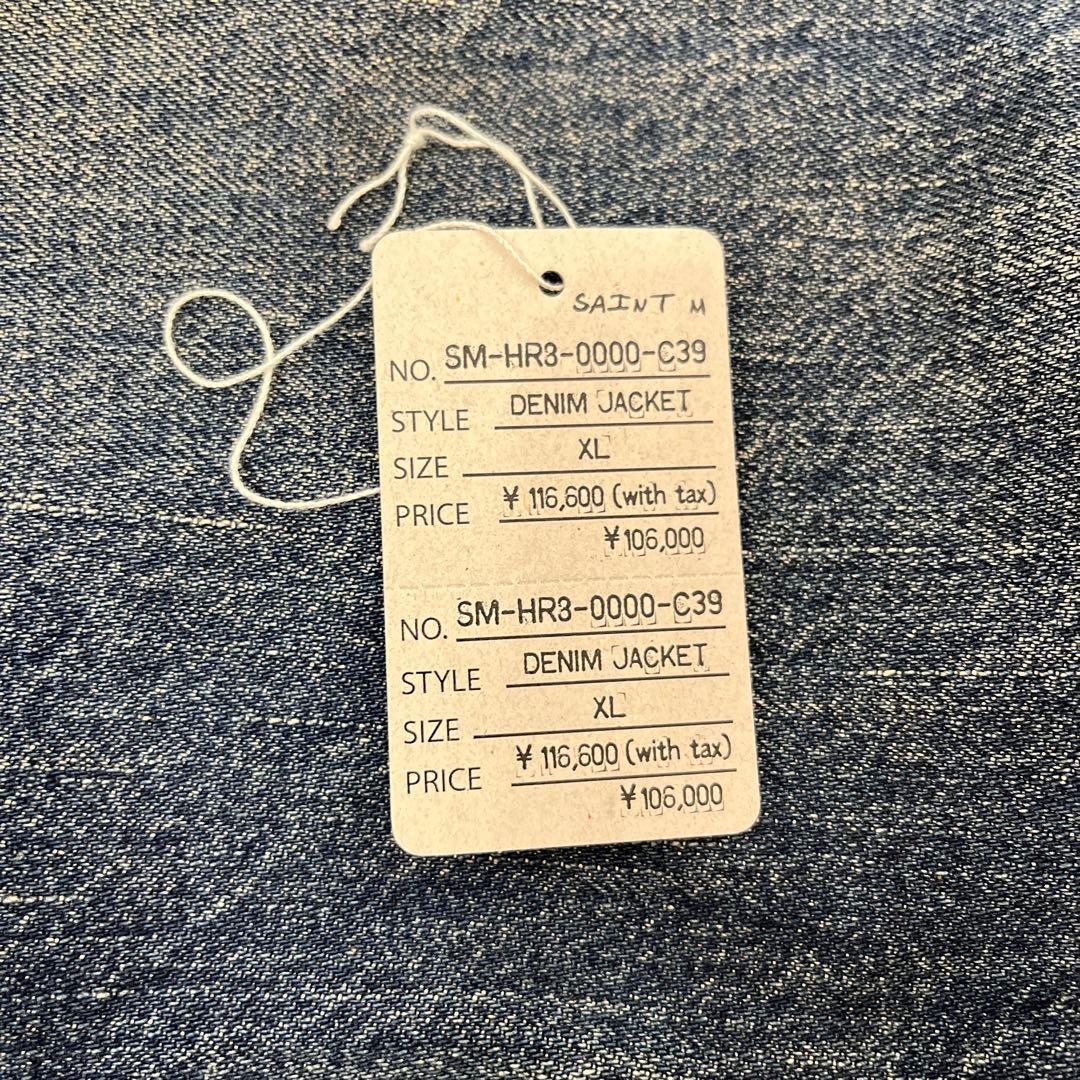 SAINT M
NO. SM-HR3-0000-C39
STYLE DENIM JACKET
SIZE XL
PRICE ¥ 116,600 (with tax)
¥106,000
NO. SM-HR3-0000-C39
STYLE DENIM JACKET
SIZE XL
PRICE ¥ 116,600 (with tax)
¥106,000